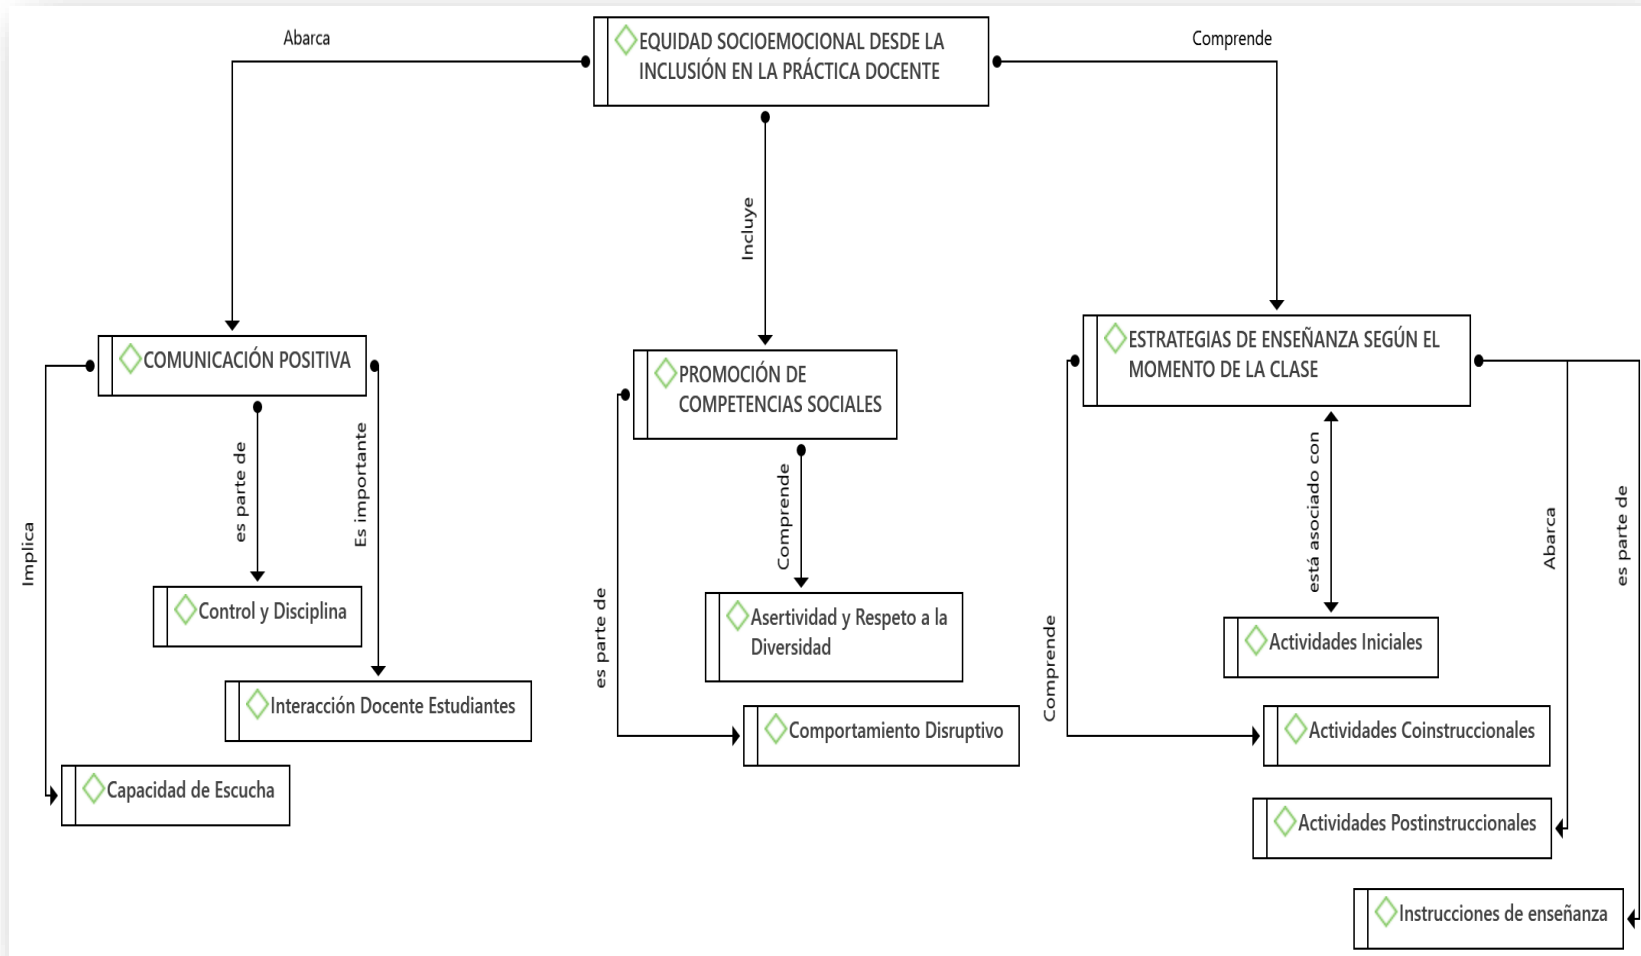 Abarca
EQUIDAD SOCIOEMOCIONAL DESDE LA
INCLUSIÓN EN LA PRÁCTICA DOCENTE
Comprende
Incluye
COMUNICACIÓN POSITIVA
PROMOCIÓN DE
COMPETENCIAS SOCIALES
ESTRATEGIAS DE ENSEÑANZA SEGÚN EL
MOMENTO DE LA CLASE
Implica
es parte de
Es importante
es parte de
Comprende
Comprende
está asociado con
Abarca
es parte de
Control y Disciplina
Interacción Docente Estudiantes
Capacidad de Escucha
Asertividad y Respeto a la
Diversidad
Comportamiento Disruptivo
Actividades Iniciales
Actividades Coinstruccionales
Actividades Postinstruccionales
Instrucciones de enseñanza